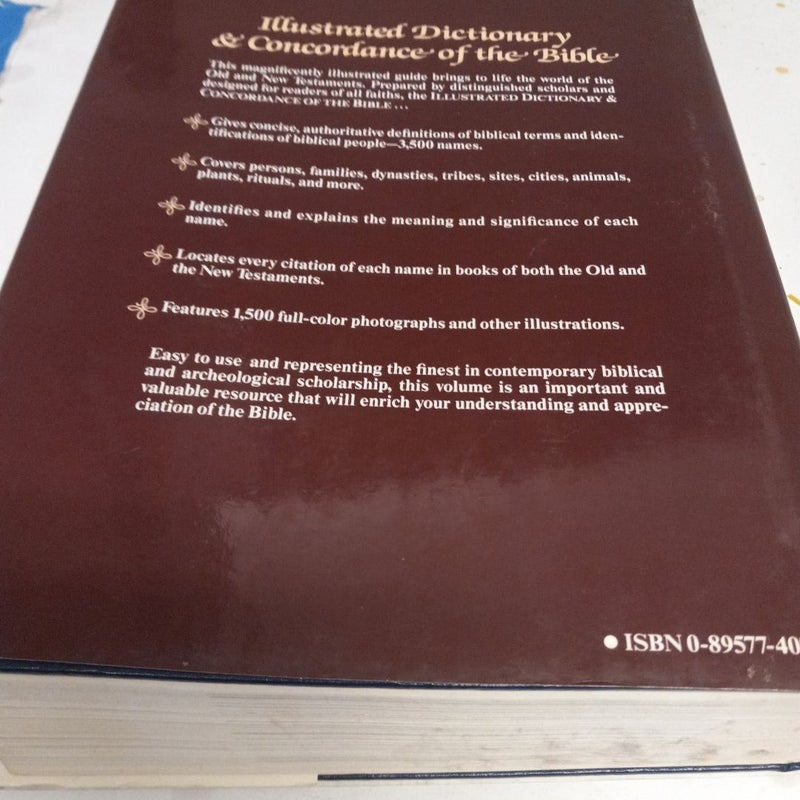 Illustrated Dictionary
& Concordance of the Bible
This magnificently illustrated guide brings to life the world of the
Old and New Testaments. Prepared by distinguished scholars and
designed for readers of all faiths, the ILLUSTRATED DICTIONARY &
CONCORDANCE OF THE BIBLE ...
Gives concise, authoritative definitions of biblical terms and iden-
tifications of biblical people—3,500 names.
Covers persons, families, dynasties, tribes, sites, cities, animals,
plants, rituals, and more.
Identifies and explains the meaning and significance of each
name.
Locates every citation of each name in books of both the Old and
the New Testaments.
Features 1,500 full-color photographs and other illustrations.
Easy to use and representing the finest in contemporary biblical
and archeological scholarship, this volume is an important and
valuable resource that will enrich your understanding and appre-
ciation of the Bible.
● ISBN 0-89577-40